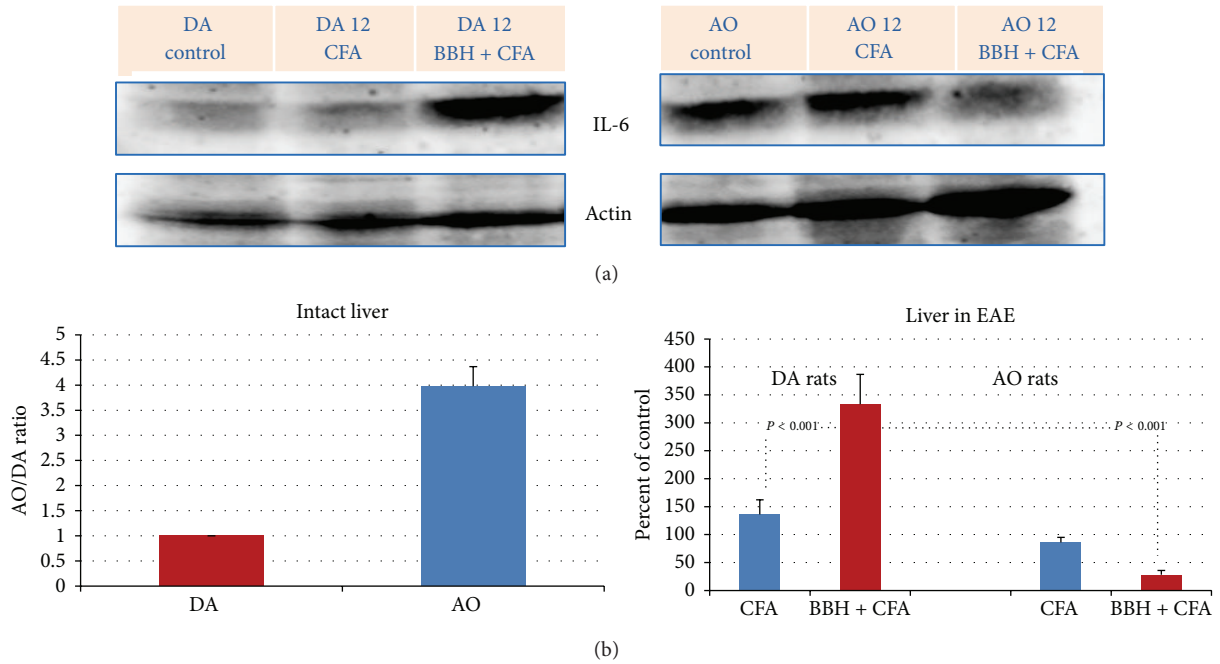 DA
control
DA 12
CFA
DA 12
BBH + CFA
AO
control
AO 12
CFA
AO 12
BBH + CFA
IL-6
Actin
(a)
Intact liver
AO/DA ratio
5
4.5
4
3.5
3
2.5
2
1.5
1
0.5
0
DA
AO
Liver in EAE
Percent of control
450
400
350
300
250
200
150
100
50
0
DA rats
AO rats
P < 0.001
P < 0.001
CFA
BBH + CFA
CFA
BBH + CFA
(b)